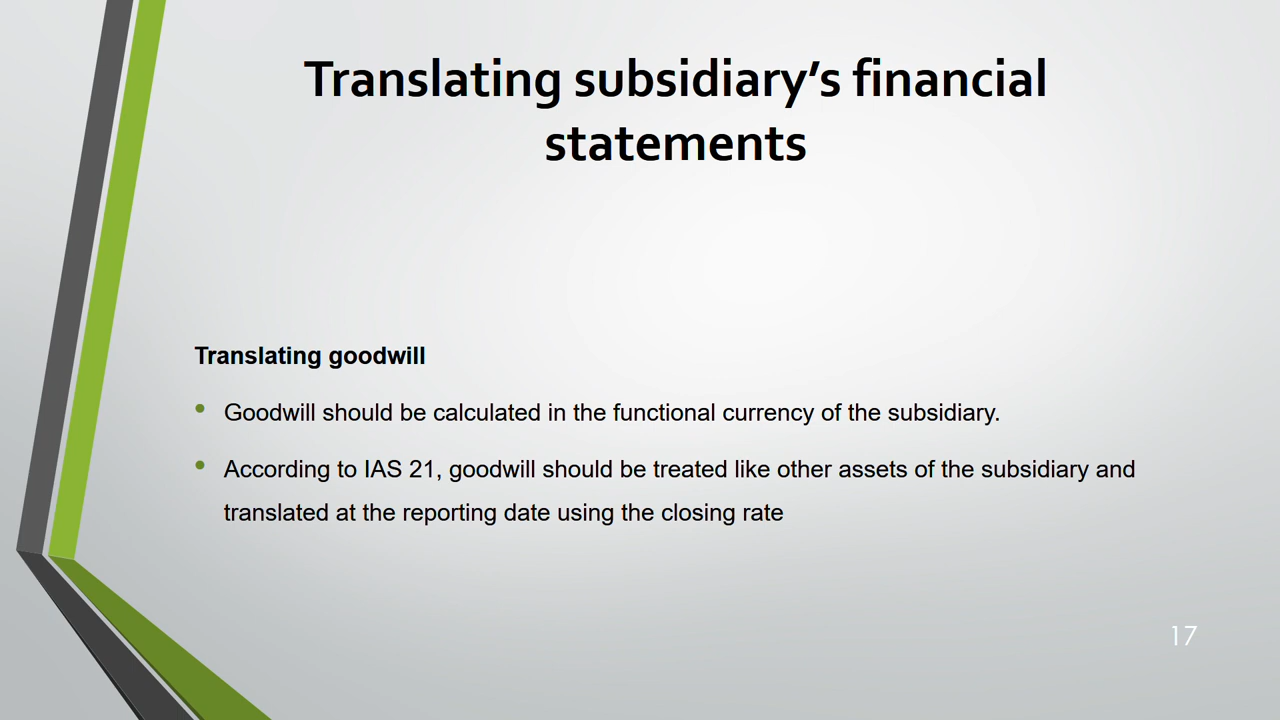 Translating subsidiary’s financial
statements
Translating goodwill
• Goodwill should be calculated in the functional currency of the subsidiary.
• According to IAS 21, goodwill should be treated like other assets of the subsidiary and
translated at the reporting date using the closing rate
17